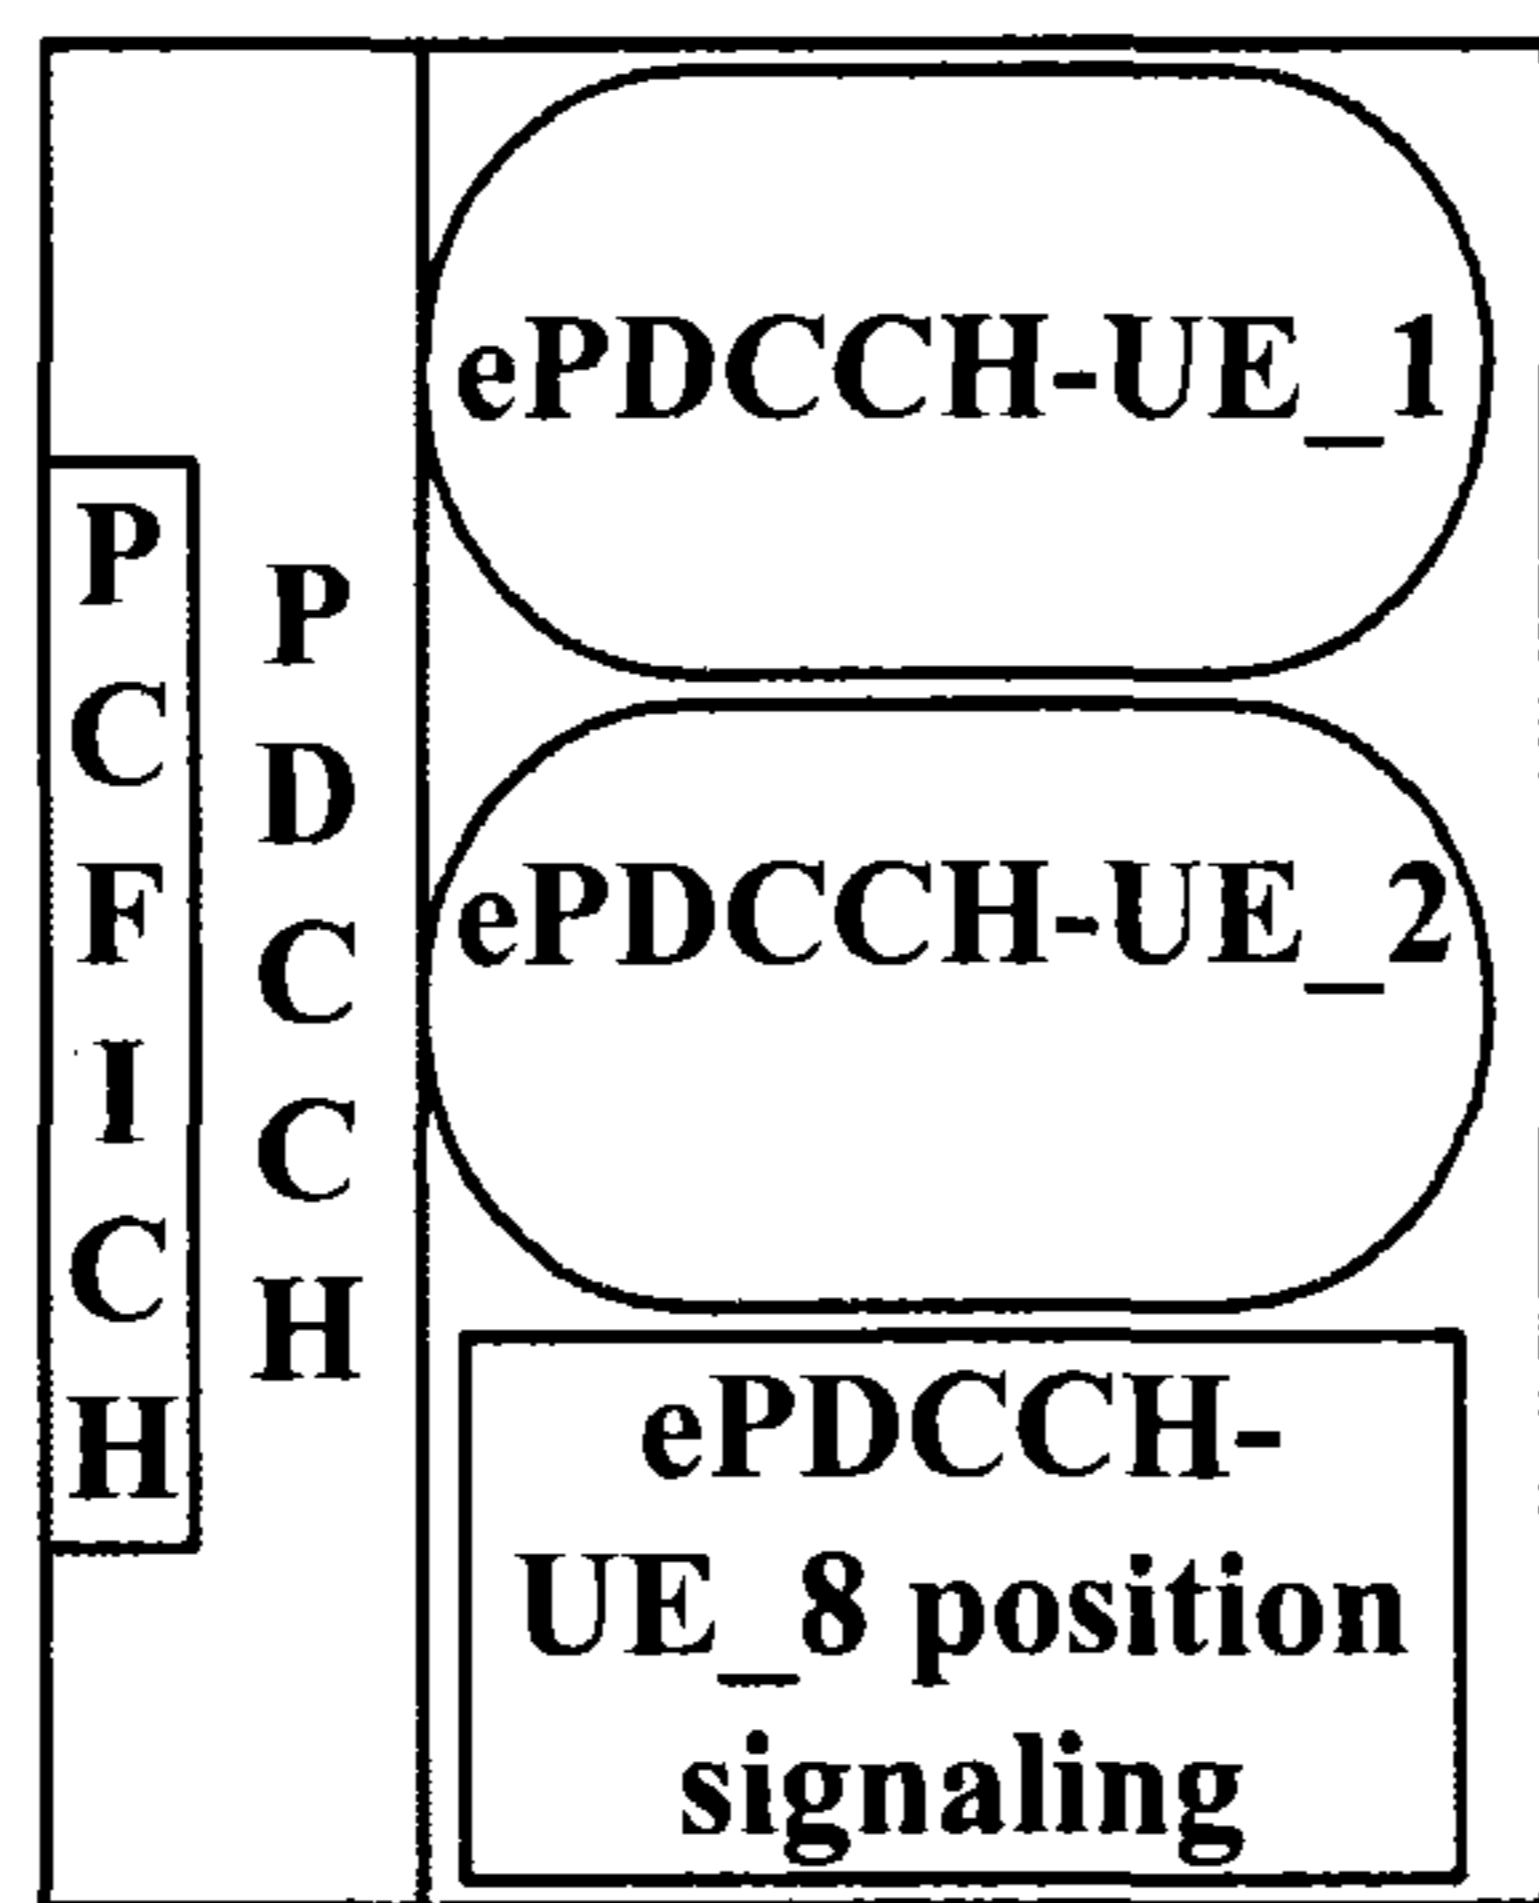 PCFICH
PDCCH
ePDCCH-UE_1
ePDCCH-UE_2
ePDCCH-
UE_8 position
signaling